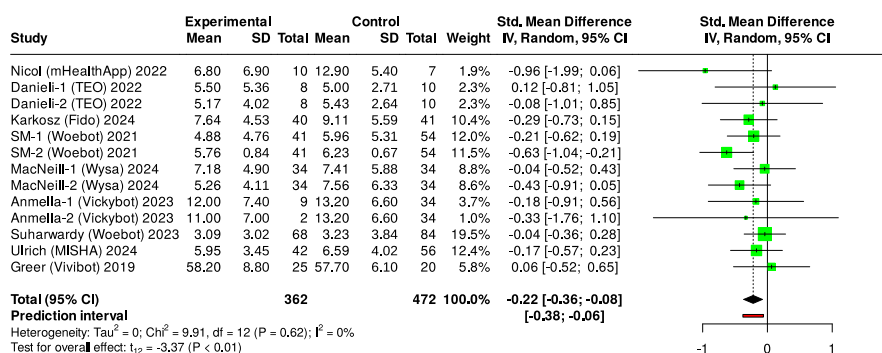 Experimental Control Std. Mean Difference Std. Mean Difference
Study Mean SD Total Mean SD Total Weight IV, Random, 95% CI IV, Random, 95% CI
Nicol (mHealthApp) 2022 6.80 6.90 10 12.90 5.40 7 1.9% -0.96 [-1.99; 0.06]
Danieli-1 (TEO) 2022 5.50 5.36 8 5.00 2.71 10 2.3% 0.12 [-0.81; 1.05]
Danieli-2 (TEO) 2022 5.17 4.02 8 5.43 2.64 10 2.3% -0.08 [-1.01; 0.85]
Karkosz (Fido) 2024 7.64 4.53 40 9.11 5.59 41 10.2% -0.29 [-0.73; 0.15]
SM-1 (Woebot) 2021 4.88 4.76 41 5.96 5.31 54 11.7% -0.21 [-0.62; 0.19]
SM-2 (Woebot) 2021 5.76 0.84 41 6.23 0.67 54 11.2% -0.63 [-1.04; -0.21]
MacNeill-1 (Wysa) 2024 7.18 4.90 34 7.41 5.88 34 8.6% -0.04 [-0.52; 0.43]
MacNeill-2 (Wysa) 2024 5.26 4.11 34 7.56 6.33 34 8.4% -0.43 [-0.91; 0.05]
Anmella-1 (Vickybot) 2023 12.00 7.40 9 13.20 6.60 34 3.6% -0.18 [-0.91; 0.56]
Anmella-2 (Vickybot) 2023 11.00 7.00 2 13.20 6.60 34 1.0% -0.33 [-1.76; 1.10]
Suharwardy (Woebot) 2023 3.09 3.02 68 3.23 3.84 84 19.1% -0.04 [-0.36; 0.28]
Ulrich (MISHA) 2024 5.95 3.45 42 6.59 4.02 56 12.4% -0.17 [-0.57; 0.23]
Greer (Vivibot) 2019 58.20 8.80 25 57.70 6.10 20 5.8% 0.06 [-0.52; 0.65]
Total (95% CI) 362 472 100.0% -0.22 [-0.36; -0.08]
Prediction interval [-0.38; -0.06]
Heterogeneity: Tau² = 0; Chi² = 9.91, df = 12 (P = 0.62); I² = 0%
Test for overall effect: t₁₂ = -3.37 (P < 0.01) -1 0 1